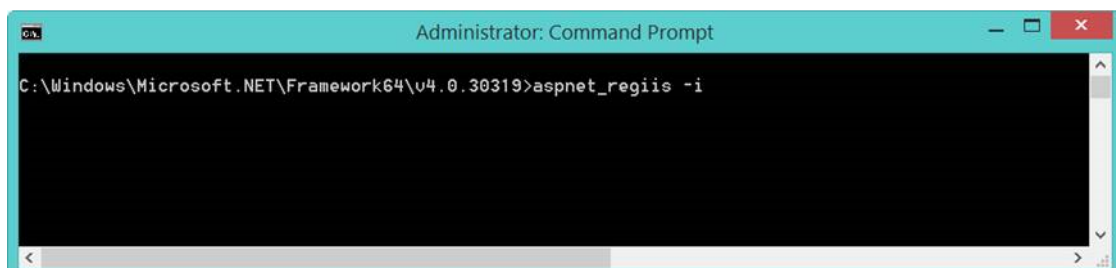 Administrator: Command Prompt
C:\Windows\Microsoft.NET\Framework64\v4.0.30319>aspnet_regiis -i